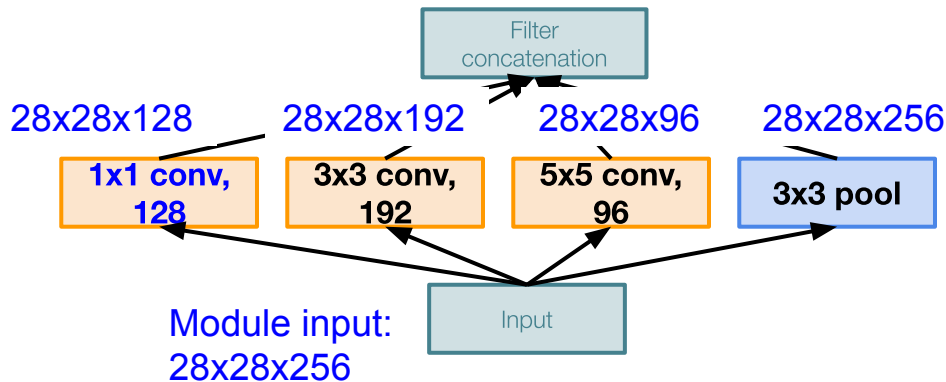 Filter
concatenation
28x28x128
28x28x192
28x28x96
28x28x256
1x1 conv,
128
3x3 conv,
192
5x5 conv,
96
3x3 pool
Input
Module input:
28x28x256